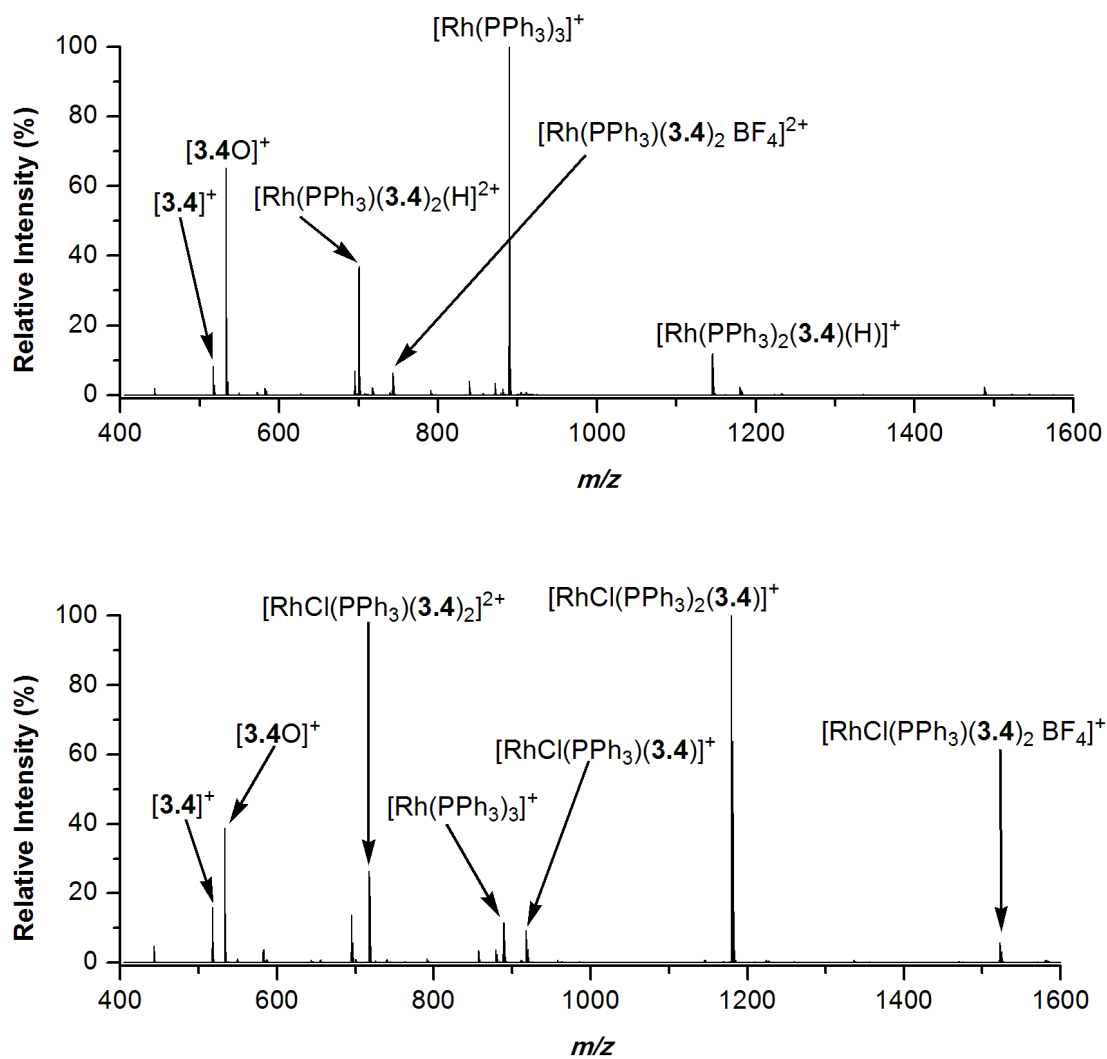 [Rh(PPh₃)₃]⁺
[Rh(PPh₃)(3.4)₂ BF₄]²⁺
[3.4O]⁺
[3.4]⁺
[Rh(PPh₃)(3.4)₂(H)]²⁺
[Rh(PPh₃)₂(3.4)(H)]⁺
Relative Intensity (%)
100
80
60
40
20
0
400 600 800 1000 1200 1400 1600
m/z
[RhCl(PPh₃)(3.4)₂]²⁺
[RhCl(PPh₃)₂(3.4)]⁺
[3.4O]⁺
[RhCl(PPh₃)(3.4)]⁺
[RhCl(PPh₃)(3.4)₂ BF₄]⁺
[3.4]⁺
[Rh(PPh₃)₃]⁺
Relative Intensity (%)
100
80
60
40
20
0
400 600 800 1000 1200 1400 1600
m/z